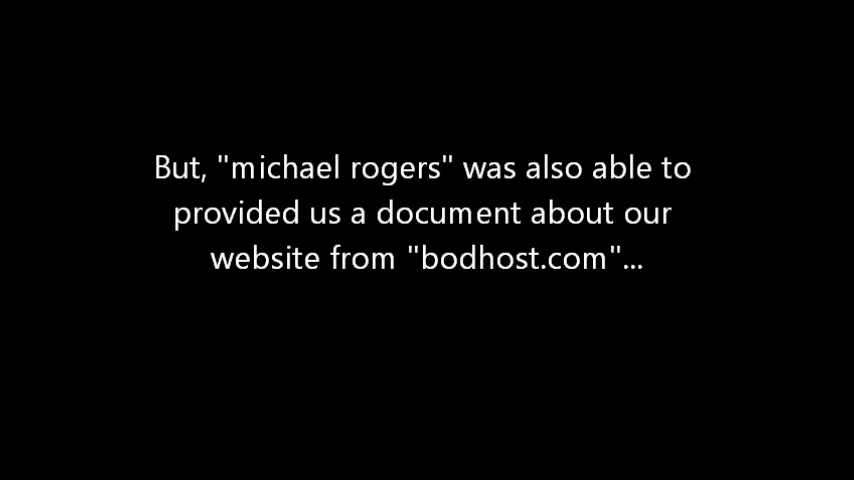 But, "michael rogers" was also able to
provided us a document about our
website from "bodhost.com"...